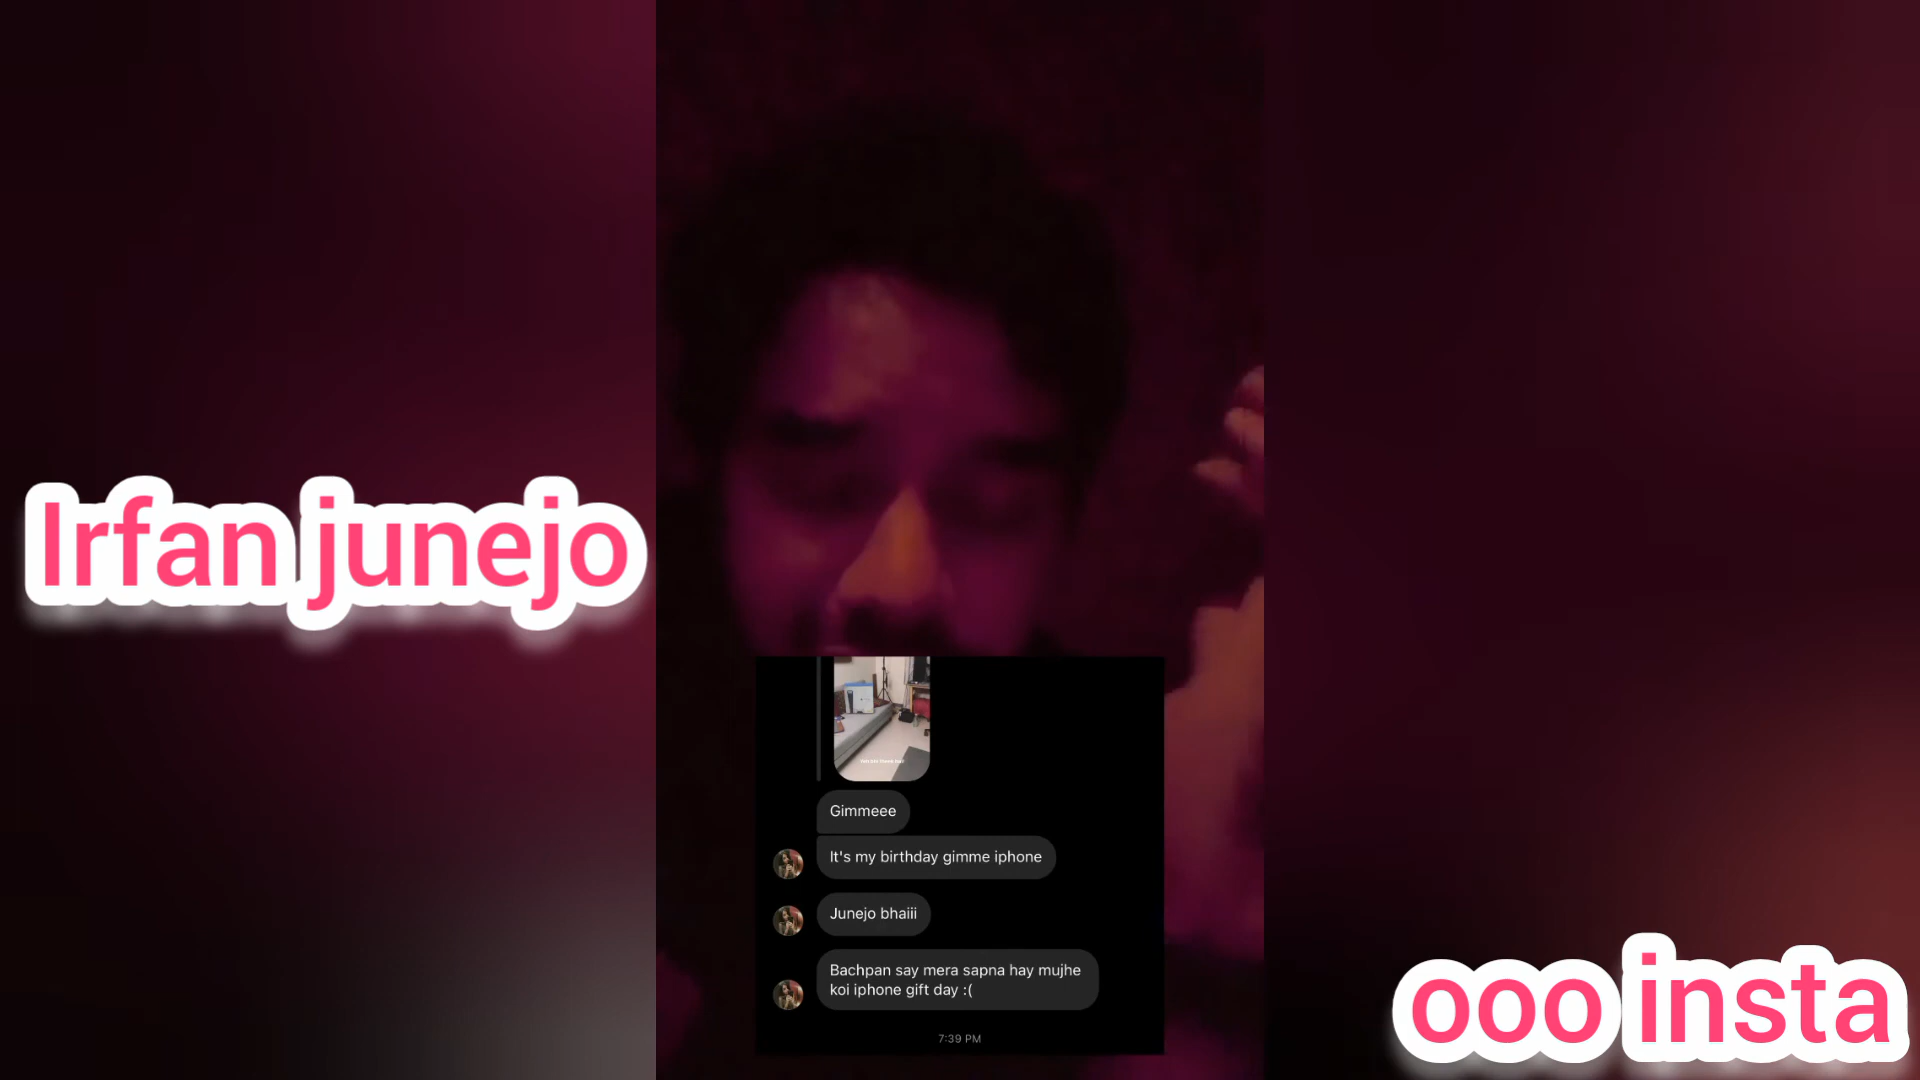 Irfan junejo
Gimmeee
It's my birthday gimme iphone
Junejo bhaiii
Bachpan say mera sapna hay mujhe
koi iphone gift day :(
7:39 PM
ooo insta